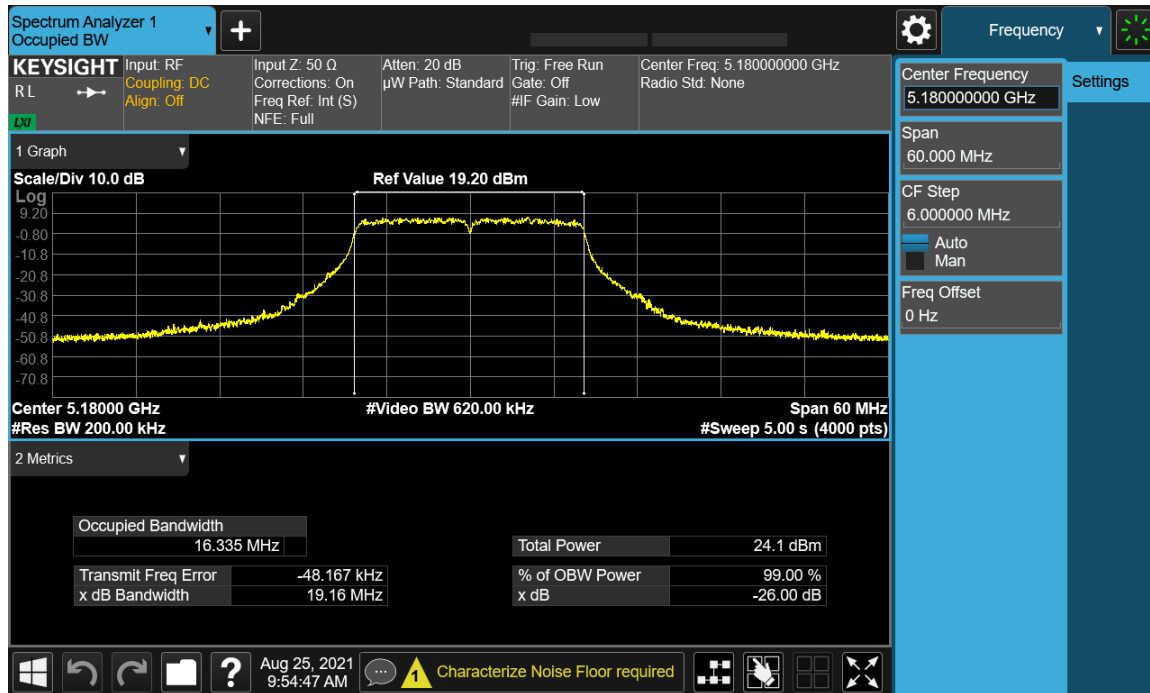 Spectrum Analyzer 1
Occupied BW
+
Frequency
KEYSIGHT
R L
LXI
Input: RF
Coupling: DC
Align: Off
Input Z: 50 Ω
Corrections: On
Freq Ref: Int (S)
NFE: Full
Atten: 20 dB
µW Path: Standard
Trig: Free Run
Gate: Off
#IF Gain: Low
Center Freq: 5.180000000 GHz
Radio Std: None
Center Frequency
5.180000000 GHz
Settings
Span
60.000 MHz
CF Step
6.000000 MHz
Auto
Man
Freq Offset
0 Hz
1 Graph
Scale/Div 10.0 dB
Ref Value 19.20 dBm
Log
9.20
-0.80
-10.8
-20.8
-30.8
-40.8
-50.8
-60.8
-70.8
Center 5.18000 GHz
#Video BW 620.00 kHz
Span 60 MHz
#Res BW 200.00 kHz
#Sweep 5.00 s (4000 pts)
2 Metrics
Occupied Bandwidth
16.335 MHz
Total Power 24.1 dBm
Transmit Freq Error -48.167 kHz
% of OBW Power 99.00 %
x dB Bandwidth 19.16 MHz
x dB -26.00 dB
?
Aug 25, 2021
9:54:47 AM
1
Characterize Noise Floor required